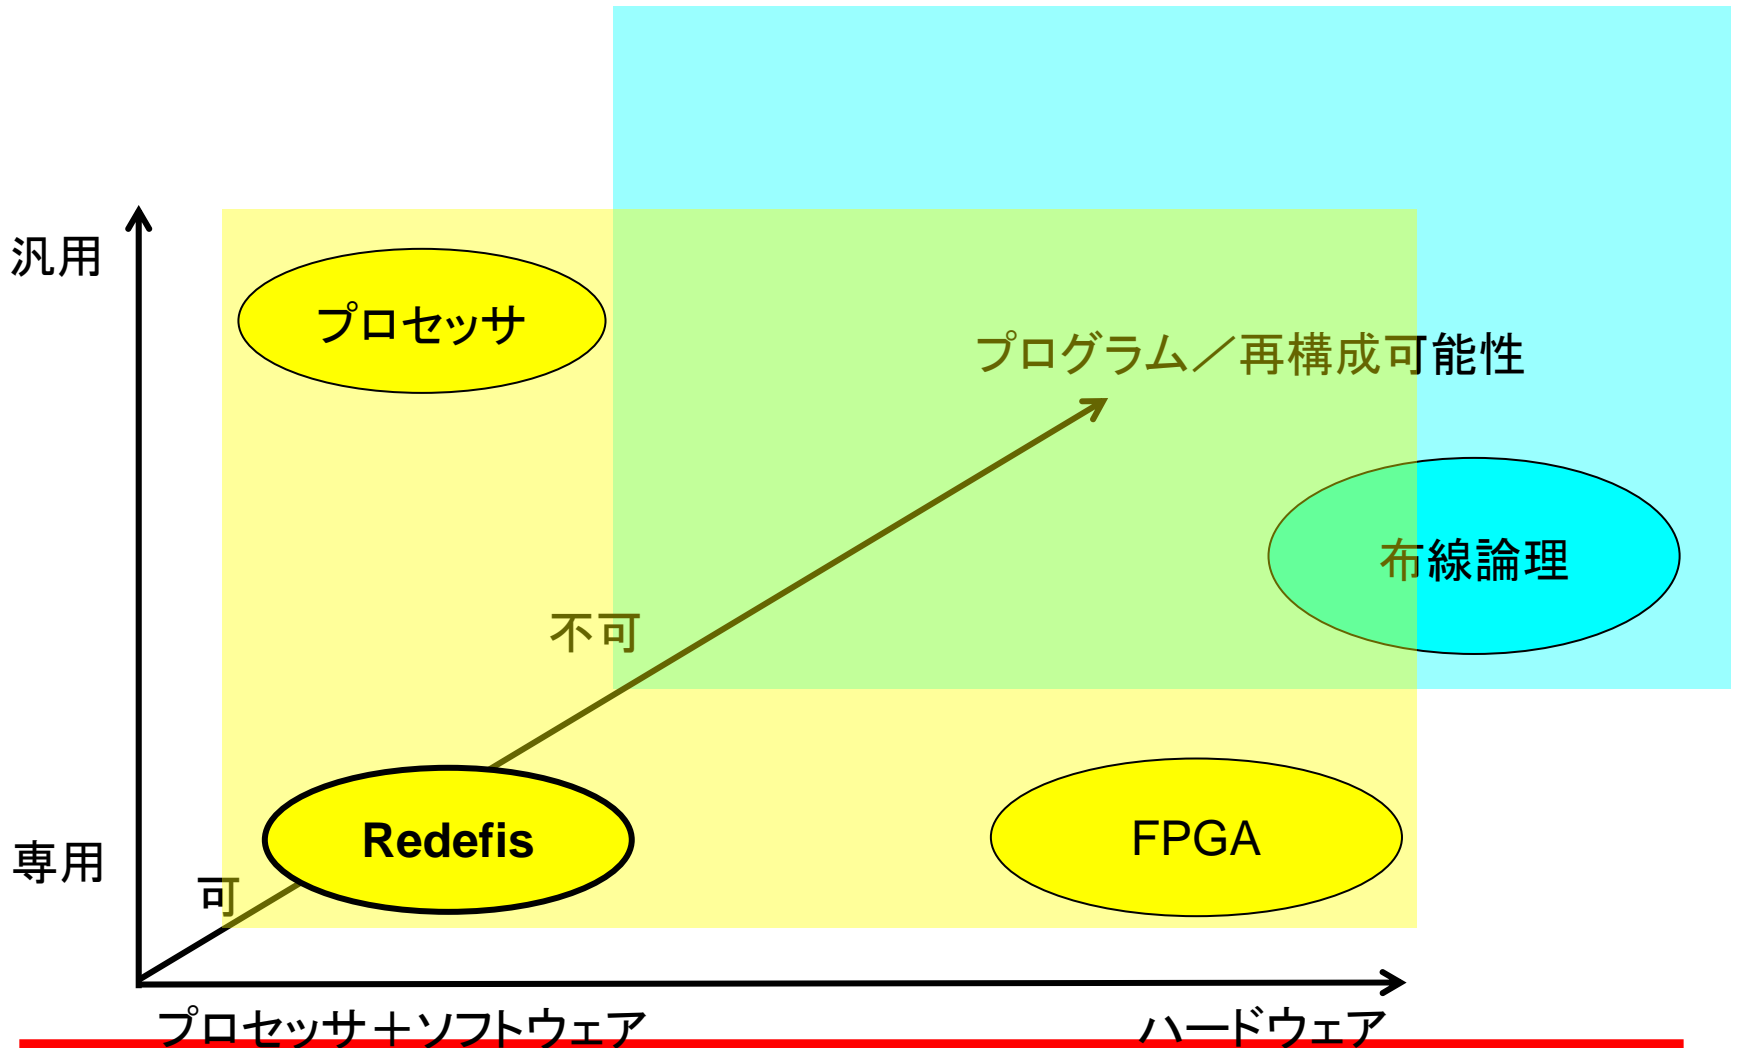 汎用
プロセッサ
プログラム／再構成可能性
布線論理
不可
Redefis
FPGA
専用
可
プロセッサ＋ソフトウェア
ハードウェア